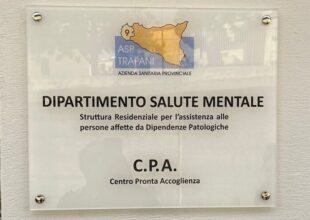 9
ASP
TRAPANI
AZIENDA SANITARIA PROVINCIALE
DIPARTIMENTO SALUTE MENTALE
Struttura Residenziale per l'assistenza alle
persone affette da Dipendenze Patologiche
C.P.A.
Centro Pronta Accoglienza